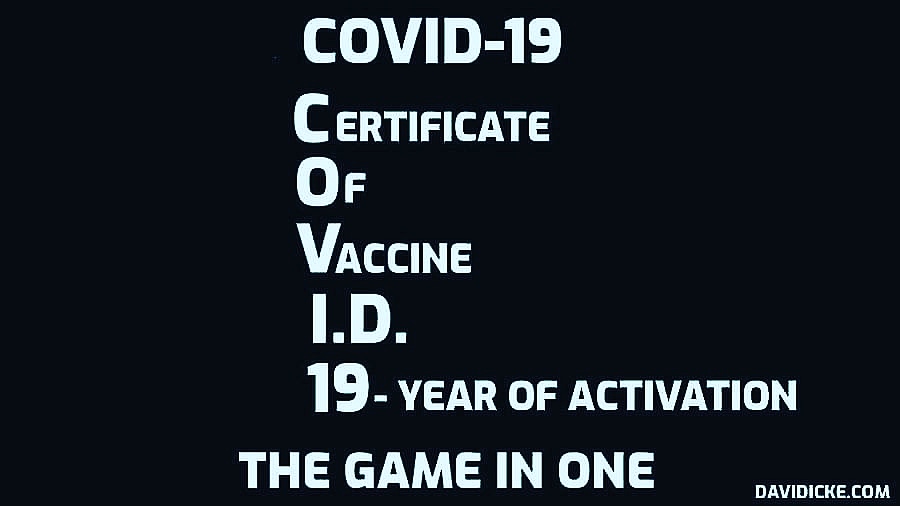 COVID-19
CERTIFICATE
OF
VACCINE
I.D.
19- YEAR OF ACTIVATION
THE GAME IN ONE
DAVIDICKE.COM